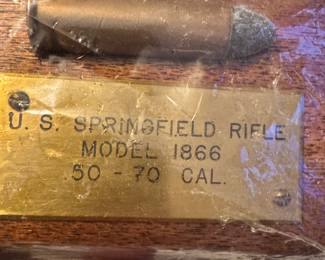 U. S. SPRINGFIELD RIFLE
MODEL 1866
.50 - 70 CAL.